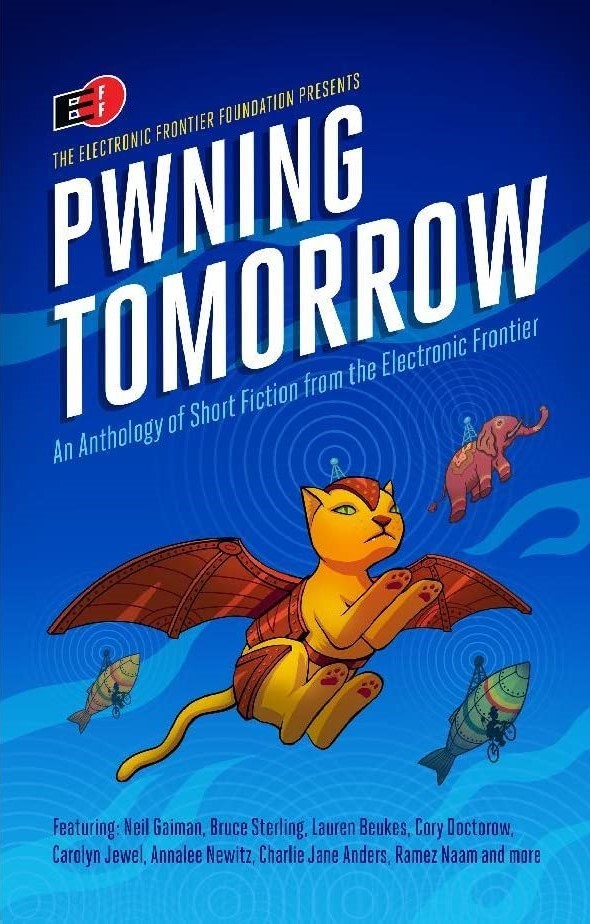 EFF
THE ELECTRONIC FRONTIER FOUNDATION PRESENTS
PWNING
TOMORROW
An Anthology of Short Fiction from the Electronic Frontier
Featuring: Neil Gaiman, Bruce Sterling, Lauren Beukes, Cory Doctorow,
Carolyn Jewel, Annalee Newitz, Charlie Jane Anders, Ramez Naam and more